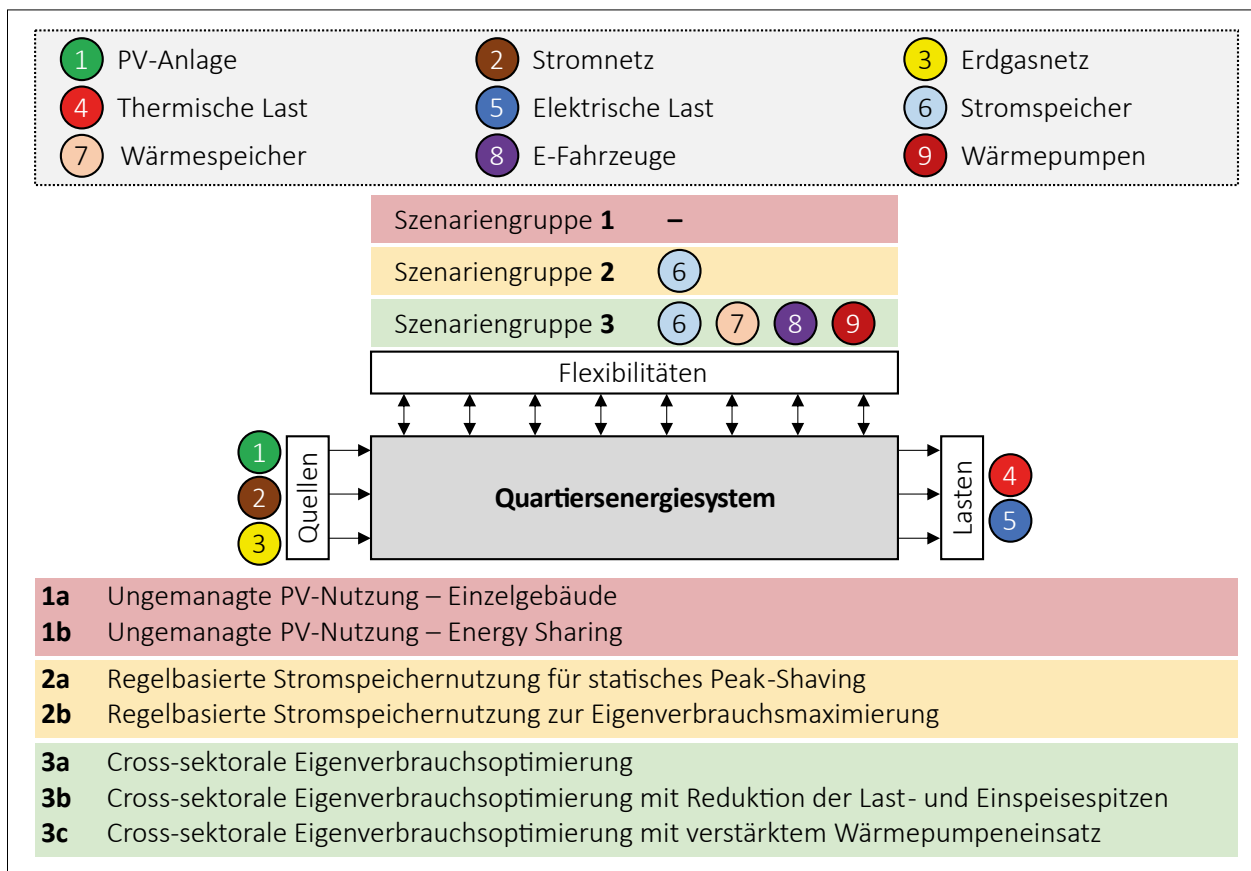 1 PV-Anlage 2 Stromnetz 3 Erdgasnetz
4 Thermische Last 5 Elektrische Last 6 Stromspeicher
7 Wärmespeicher 8 E-Fahrzeuge 9 Wärmepumpen
Szenariengruppe 1 –
Szenariengruppe 2 6
Szenariengruppe 3 6 7 8 9
Flexibilitäten
1
2
3
Quellen
Quartiersenergiesystem
Lasten
4
5
1a Ungemanagte PV-Nutzung – Einzelgebäude
1b Ungemanagte PV-Nutzung – Energy Sharing
2a Regelbasierte Stromspeichernutzung für statisches Peak-Shaving
2b Regelbasierte Stromspeichernutzung zur Eigenverbrauchsmaximierung
3a Cross-sektorale Eigenverbrauchsoptimierung
3b Cross-sektorale Eigenverbrauchsoptimierung mit Reduktion der Last- und Einspeisespitzen
3c Cross-sektorale Eigenverbrauchsoptimierung mit verstärktem Wärmepumpeneinsatz